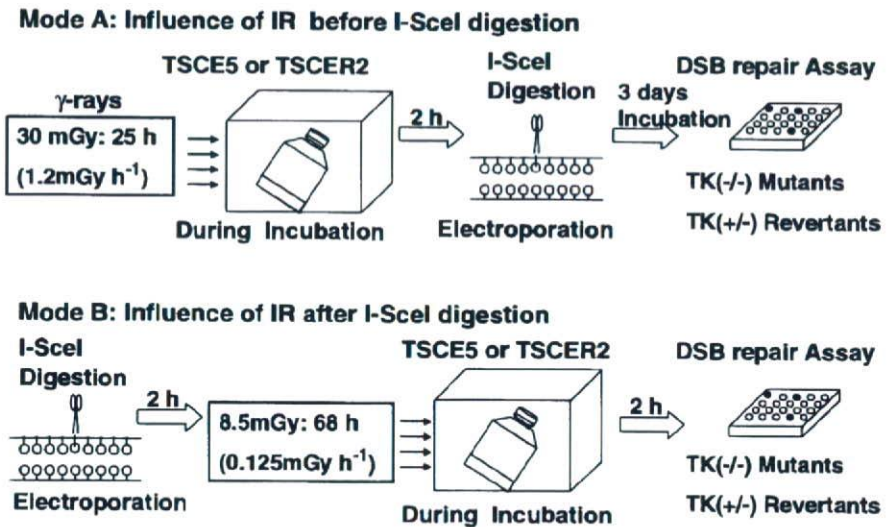 Mode A: Influence of IR before I-SceI digestion
TSCE5 or TSCER2
I-SceI
Digestion
DSB repair Assay
γ-rays
30 mGy: 25 h
(1.2mGy h⁻¹)
2 h
3 days
Incubation
During Incubation
Electroporation
TK(-/-) Mutants
TK(+/-) Revertants
Mode B: Influence of IR after I-SceI digestion
I-SceI
Digestion
TSCE5 or TSCER2
DSB repair Assay
2 h
8.5mGy: 68 h
(0.125mGy h⁻¹)
2 h
Electroporation
During Incubation
TK(-/-) Mutants
TK(+/-) Revertants